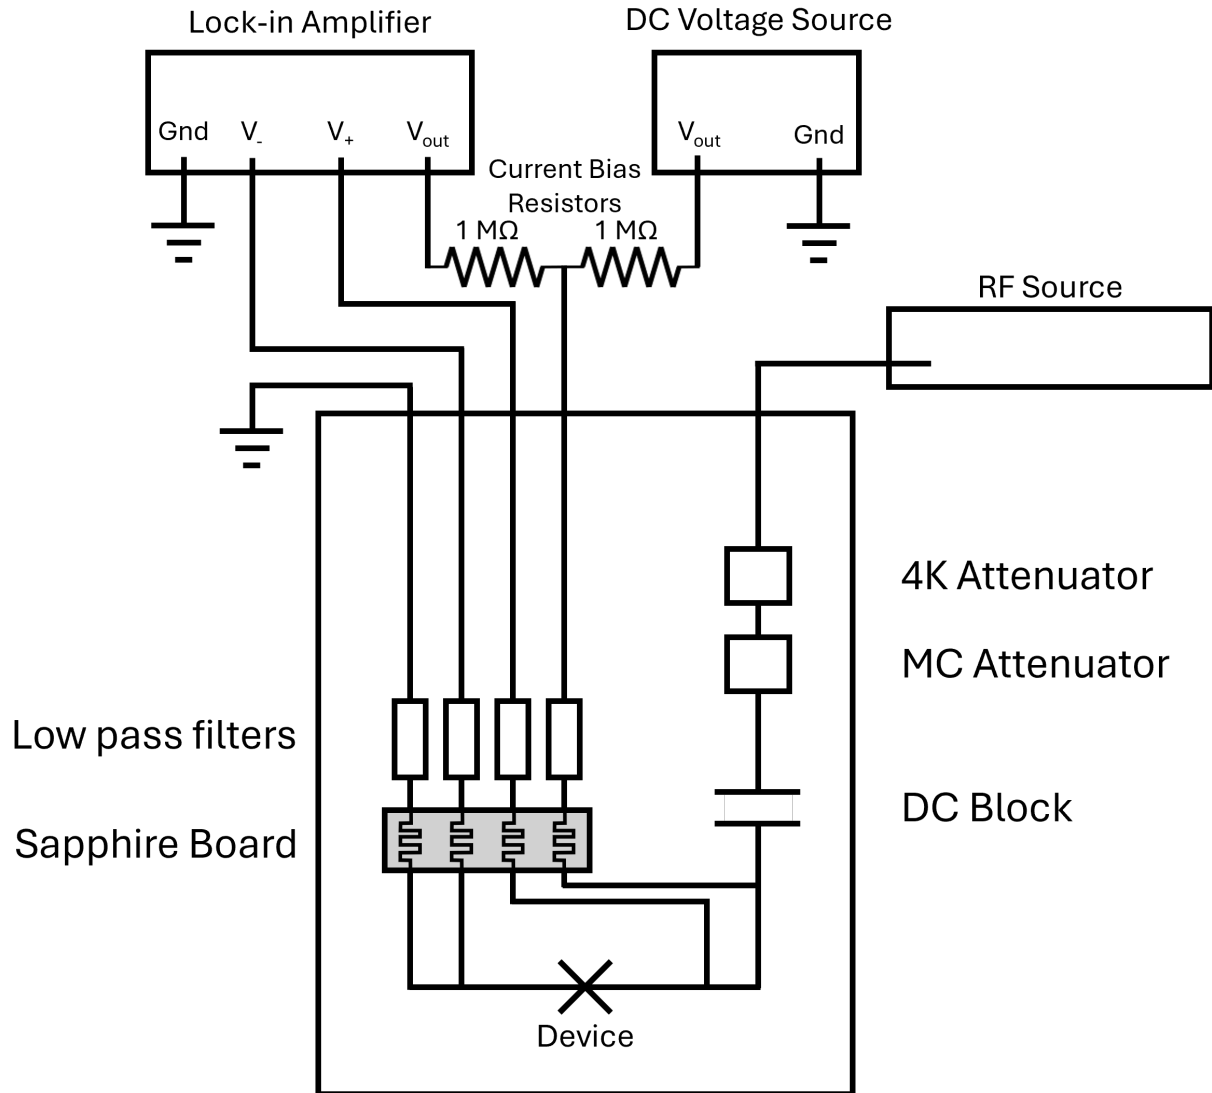 Lock-in Amplifier
DC Voltage Source
Gnd
V-
V+
Vout
Vout
Gnd
Current Bias
Resistors
1 MΩ
1 MΩ
RF Source
4K Attenuator
MC Attenuator
Low pass filters
DC Block
Sapphire Board
Device